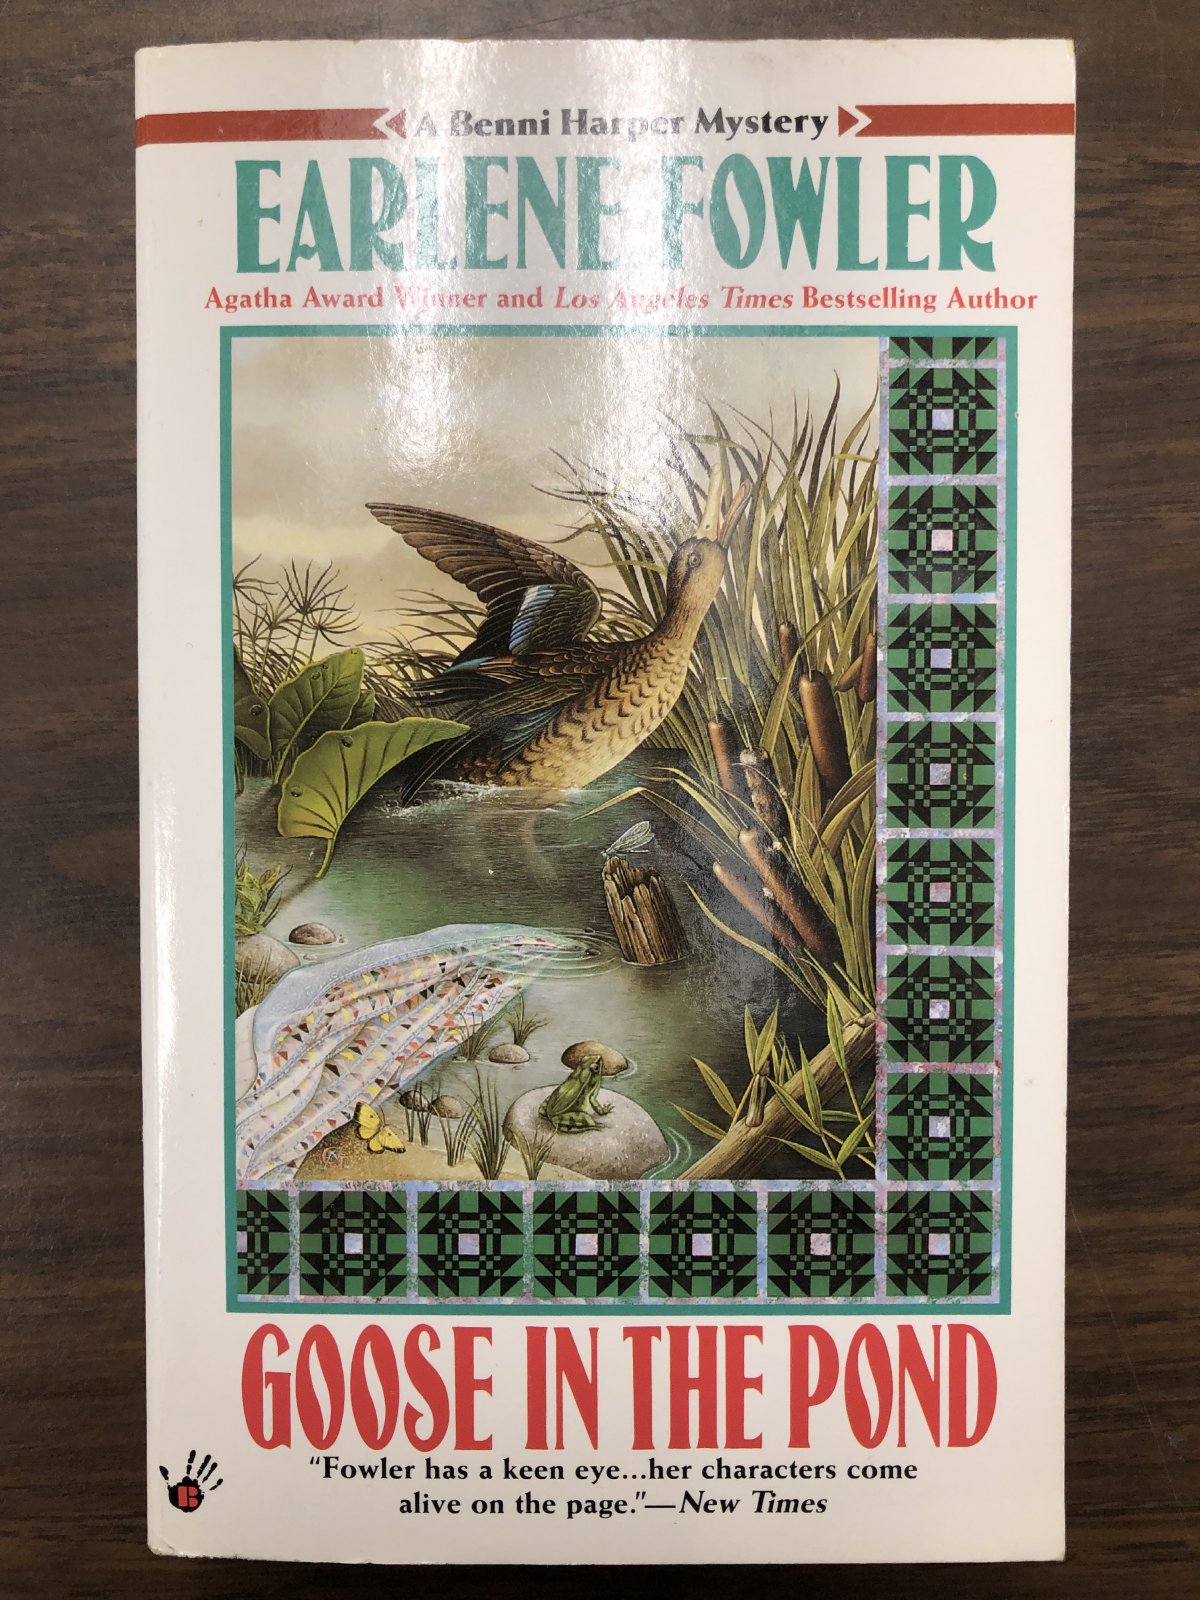 A Benni Harper Mystery
EARLENE FOWLER
Agatha Award Winner and Los Angeles Times Bestselling Author
GOOSE IN THE POND
"Fowler has a keen eye...her characters come
alive on the page."—New Times
B